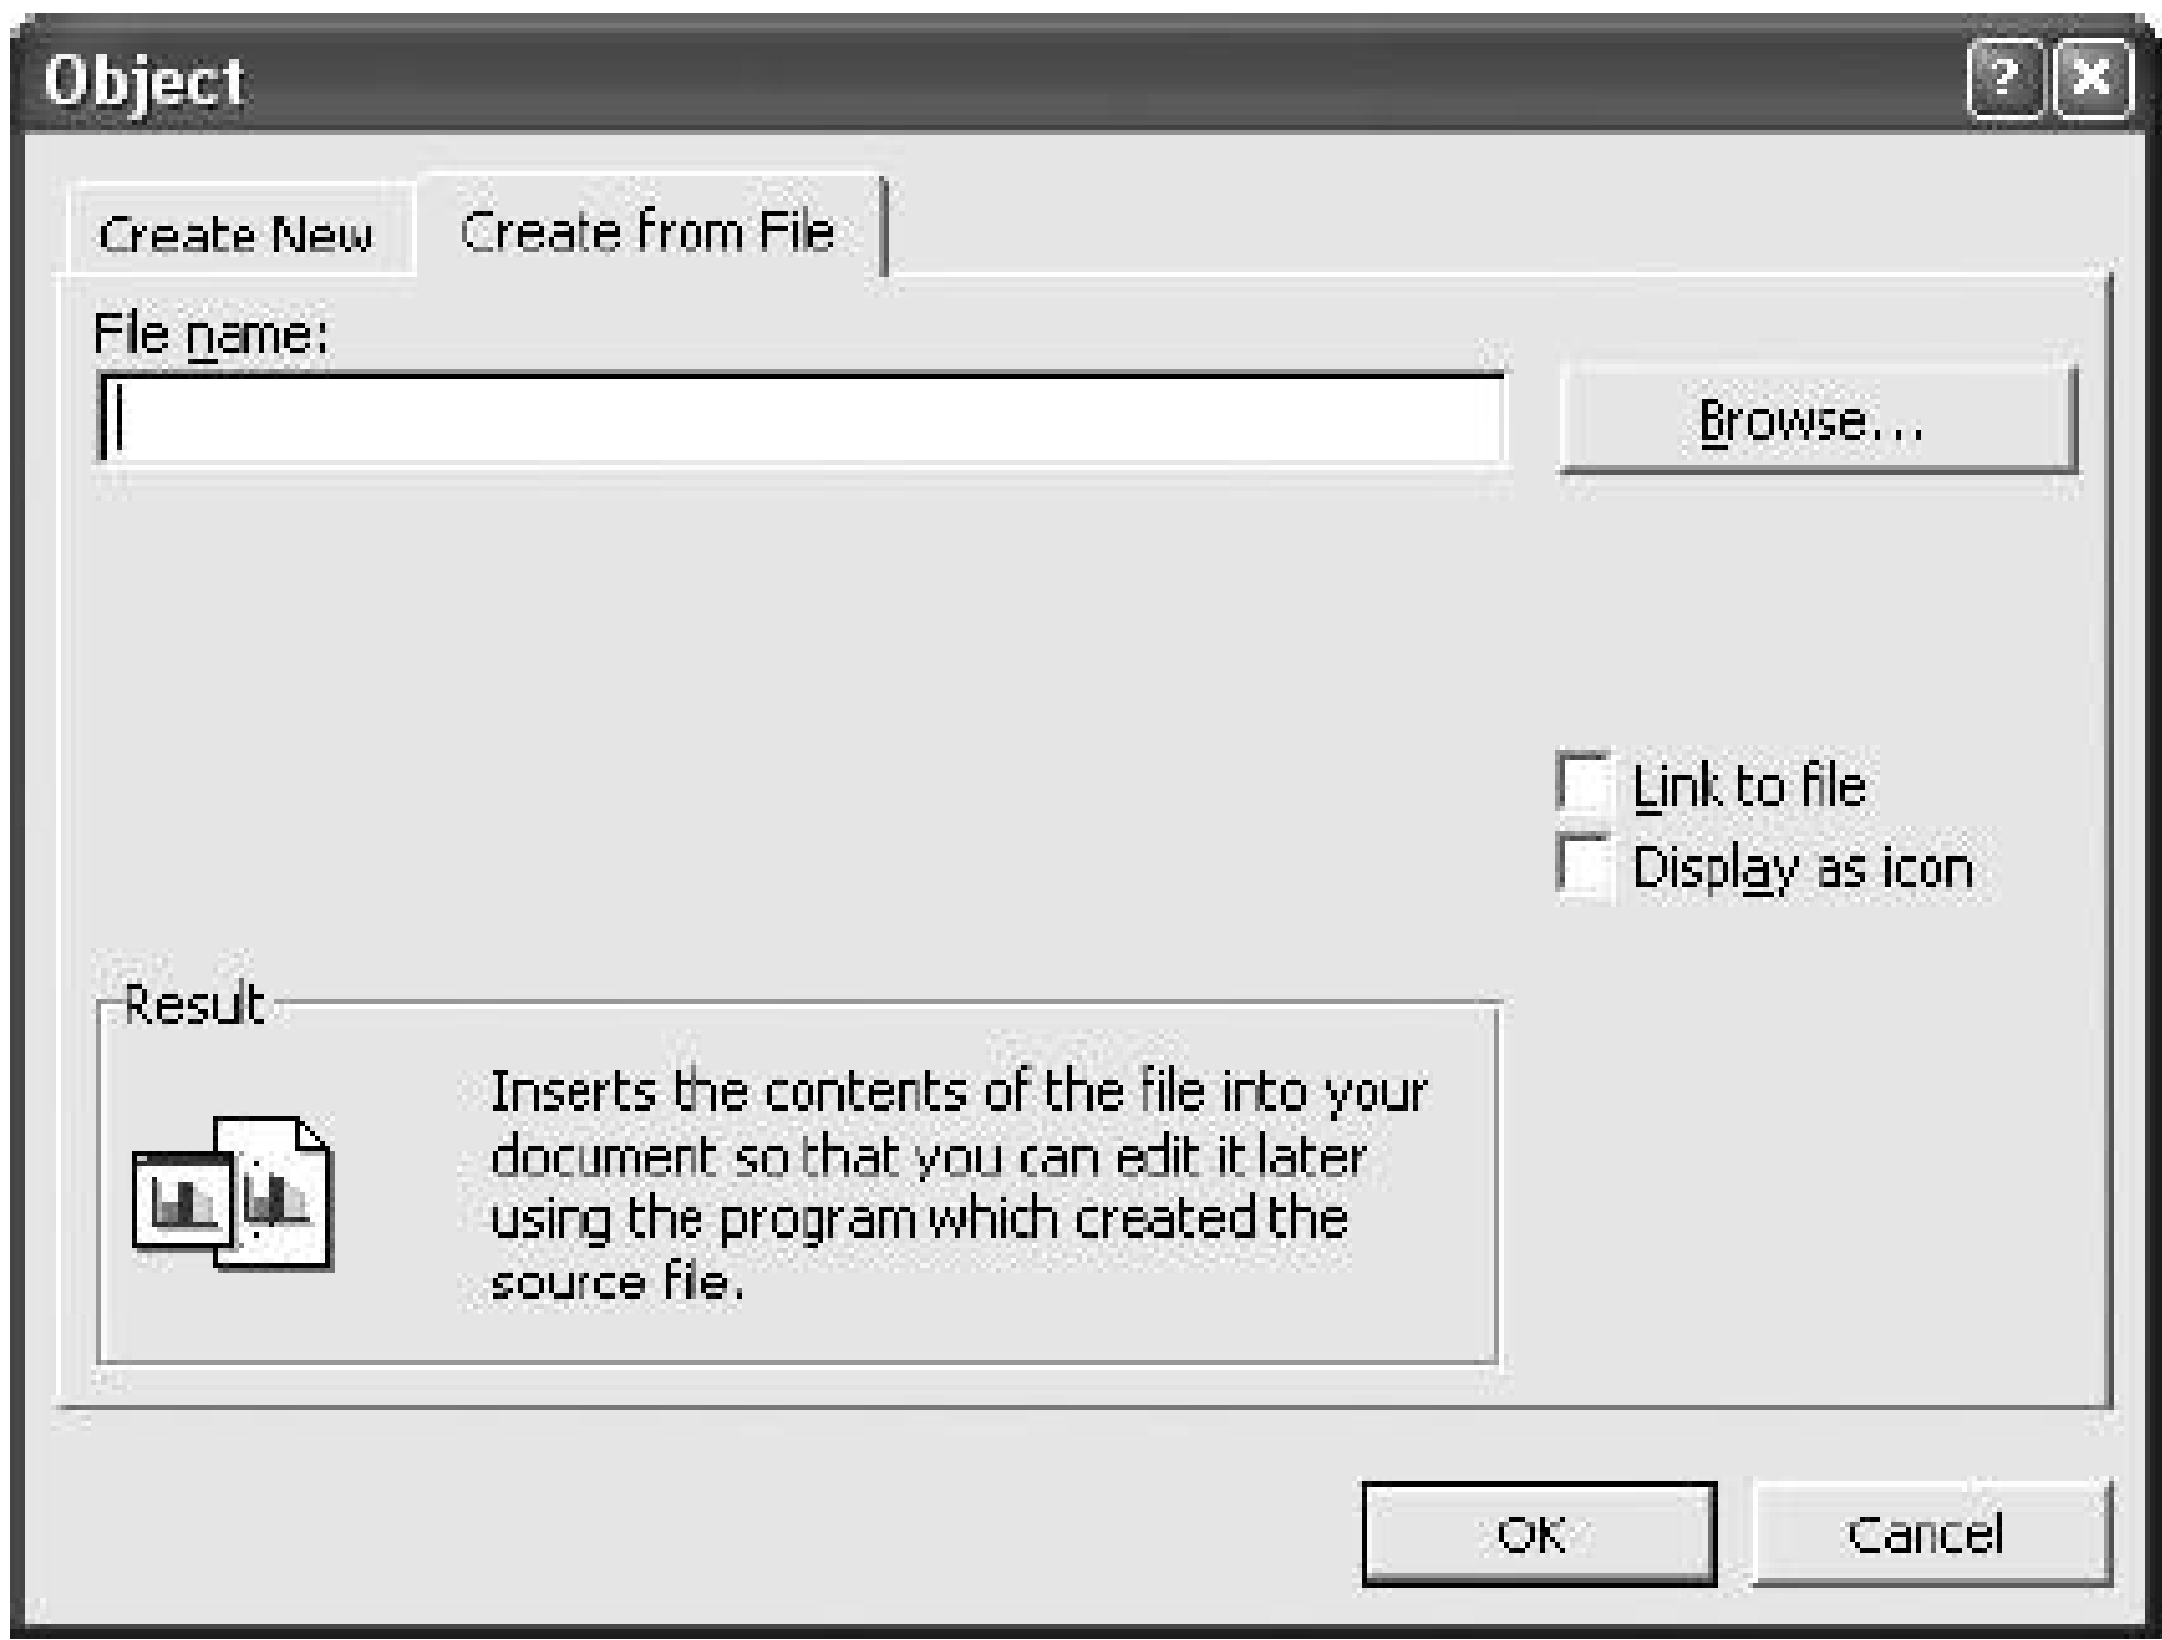 Object
Create New
Create from File
File name:
Browse...
Link to file
Display as icon
Result
Inserts the contents of the file into your
document so that you can edit it later
using the program which created the
source file.
OK
Cancel